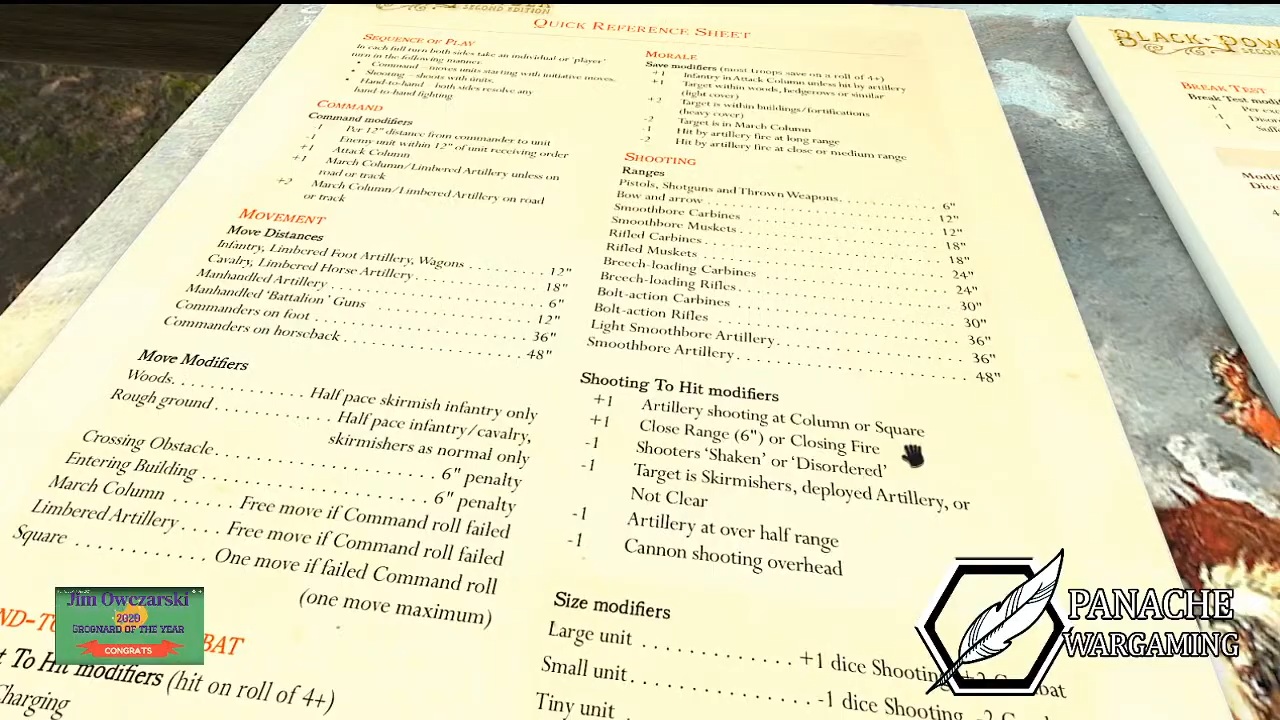 SECOND EDITION
QUICK REFERENCE SHEET
SEQUENCE OF PLAY
In each full turn both sides take an individual or 'player'
turn in the following manner.
• Command – moves units starting with initiative moves.
• Shooting – shoots with units.
• Hand-to-hand – both sides resolve any
hand-to-hand fighting.
COMMAND
Command modifiers
-1 Per 12" distance from commander to unit
Enemy unit within 12" of unit receiving order
+1 Attack Column
+1 March Column/Limbered Artillery unless on
road or track
+2 March Column/Limbered Artillery on road
or track
MOVEMENT
Move Distances
Infantry, Limbered Foot Artillery, Wagons 12"
Cavalry, Limbered Horse Artillery 18"
Manhandled Artillery 6"
Manhandled 'Battalion' Guns 12"
Commanders on foot 36"
Commanders on horseback 48"
Move Modifiers
Woods Half pace skirmish infantry only
Rough ground Half pace infantry/cavalry,
skirmishers as normal only
Crossing Obstacle 6" penalty
Entering Building 6" penalty
March Column Free move if Command roll failed
Limbered Artillery Free move if Command roll failed
Square One move if failed Command roll
(one move maximum)
BAT
To Hit modifiers (hit on roll of 4+)
Charging
MORALE
Save modifiers (most troops save on a roll of 4+)
+1 Infantry in Attack Column unless hit by artillery
+1 Target within woods, hedgerows or similar
(light cover)
+2 Target is within buildings/fortifications
(heavy cover)
-2 Target is in March Column
-1 Hit by artillery fire at long range
-2 Hit by artillery fire at close or medium range
SHOOTING
Ranges
Pistols, Shotguns and Thrown Weapons 6"
Bow and arrow 12"
Smoothbore Carbines 12"
Smoothbore Muskets 18"
Rifled Carbines 18"
Rifled Muskets 24"
Breech-loading Carbines 24"
Breech-loading Rifles 30"
Bolt-action Carbines 30"
Bolt-action Rifles 36"
Light Smoothbore Artillery 36"
Smoothbore Artillery 48"
Shooting To Hit modifiers
+1 Artillery shooting at Column or Square
+1 Close Range (6") or Closing Fire
-1 Shooters 'Shaken' or 'Disordered'
-1 Target is Skirmishers, deployed Artillery, or
Not Clear
-1 Artillery at over half range
-1 Cannon shooting overhead
Size modifiers
Large unit +1 dice Shooting
Small unit -1 dice Shooting
Tiny unit
BLACK
SECOND
BREAK TEST
Break Test
-1 Per
-1
Dice
Jim Owczarski
2020
GROGNARD OF THE YEAR
CONGRATS
PANACHE
WARGAMING